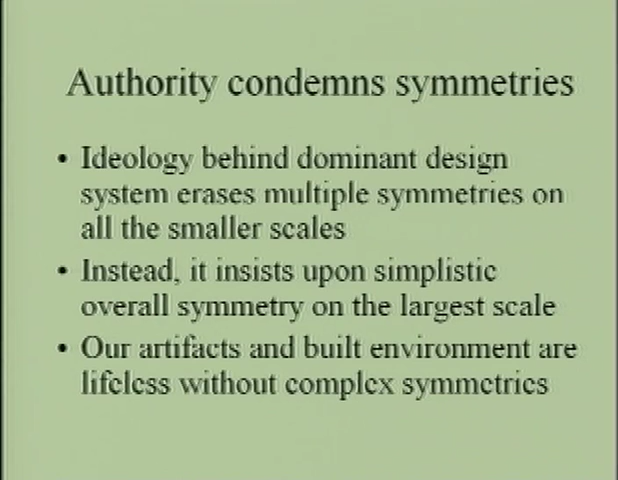 Authority condemns symmetries
• Ideology behind dominant design
system erases multiple symmetries on
all the smaller scales
• Instead, it insists upon simplistic
overall symmetry on the largest scale
• Our artifacts and built environment are
lifeless without complex symmetries